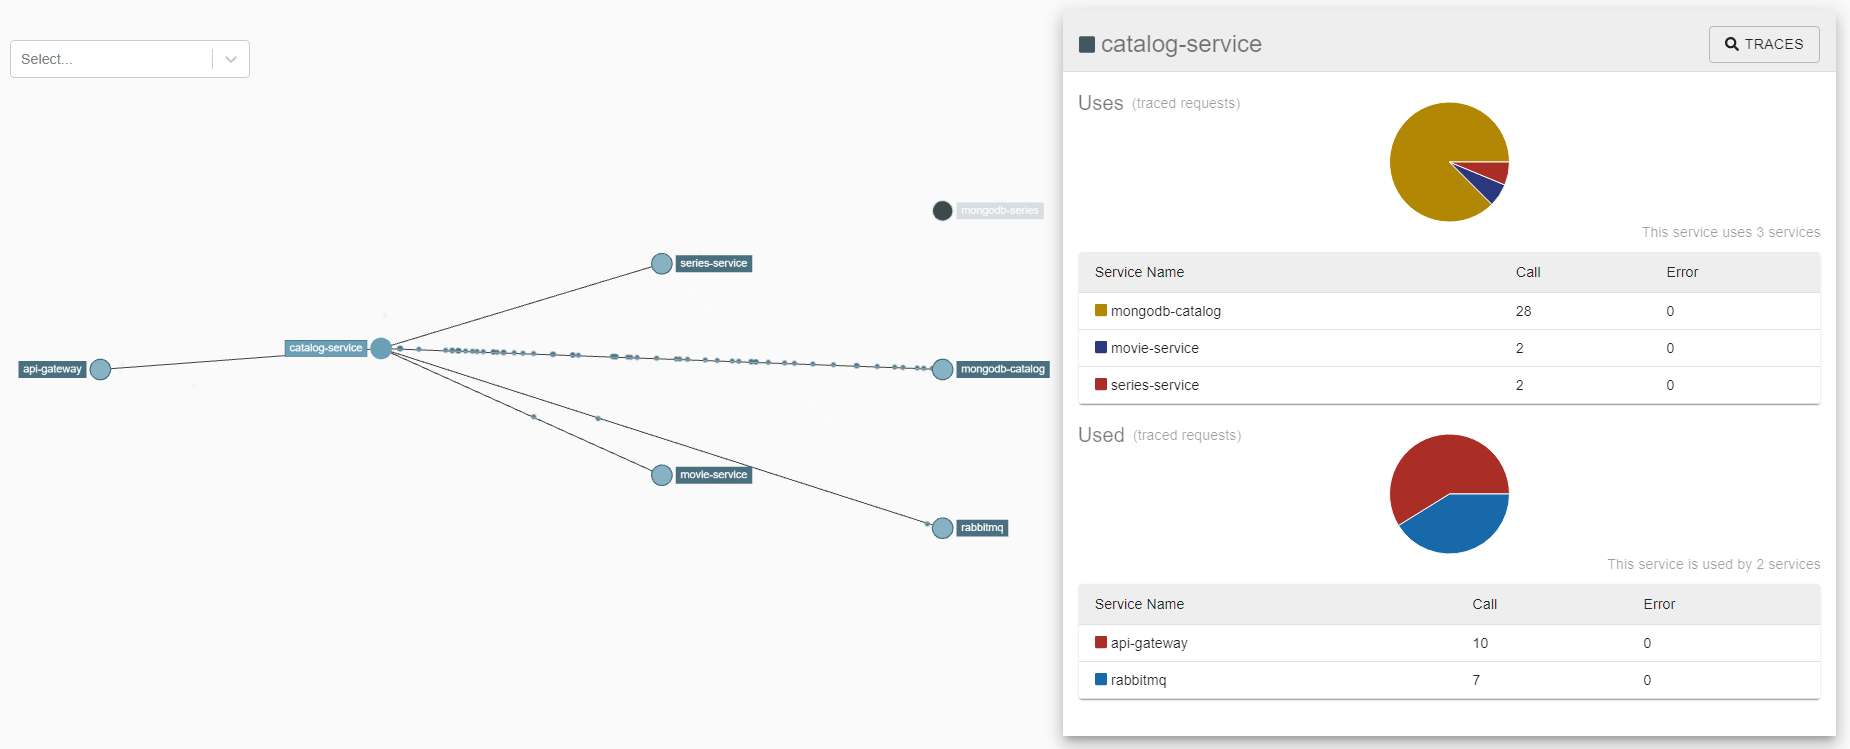 Select...
mongodb-series
series-service
catalog-service
api-gateway
mongodb-catalog
movie-service
rabbitmq
catalog-service
TRACES
Uses (traced requests)
This service uses 3 services
Service Name Call Error
mongodb-catalog 28 0
movie-service 2 0
series-service 2 0
Used (traced requests)
This service is used by 2 services
Service Name Call Error
api-gateway 10 0
rabbitmq 7 0